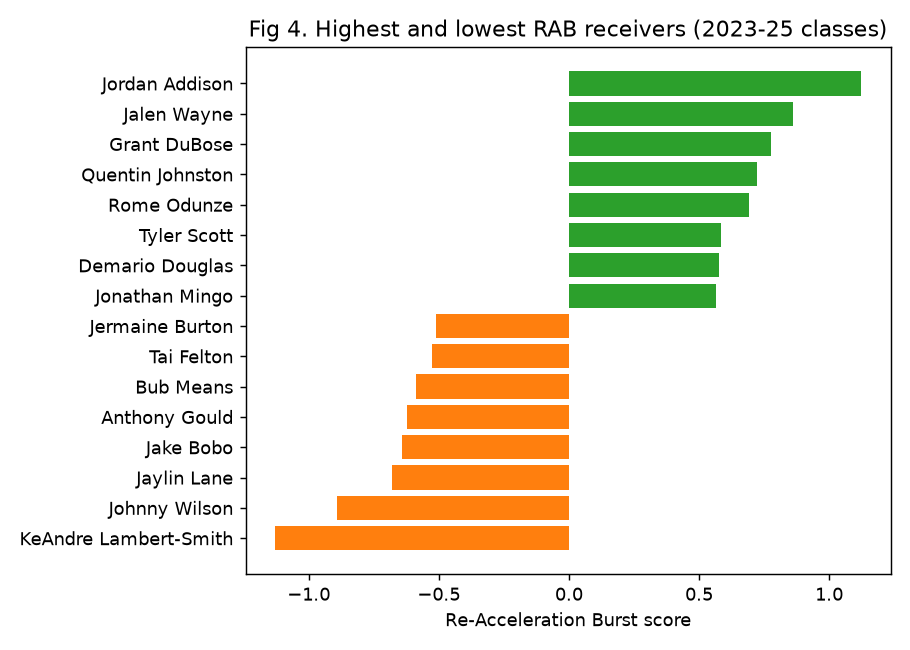 Fig 4. Highest and lowest RAB receivers (2023-25 classes)
Jordan Addison
Jalen Wayne
Grant DuBose
Quentin Johnston
Rome Odunze
Tyler Scott
Demario Douglas
Jonathan Mingo
Jermaine Burton
Tai Felton
Bub Means
Anthony Gould
Jake Bobo
Jaylin Lane
Johnny Wilson
KeAndre Lambert-Smith
−1.0 −0.5 0.0 0.5 1.0
Re-Acceleration Burst score